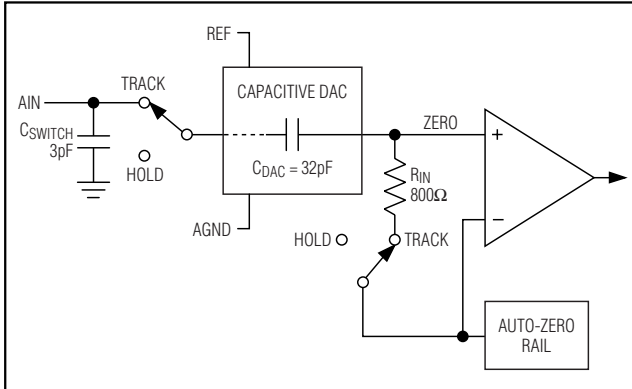 REF
TRACK
CAPACITIVE DAC
AIN
ZERO
CSWITCH
3pF
+
CDAC = 32pF
HOLD
RIN
800Ω
−
AGND
HOLD
TRACK
AUTO-ZERO
RAIL